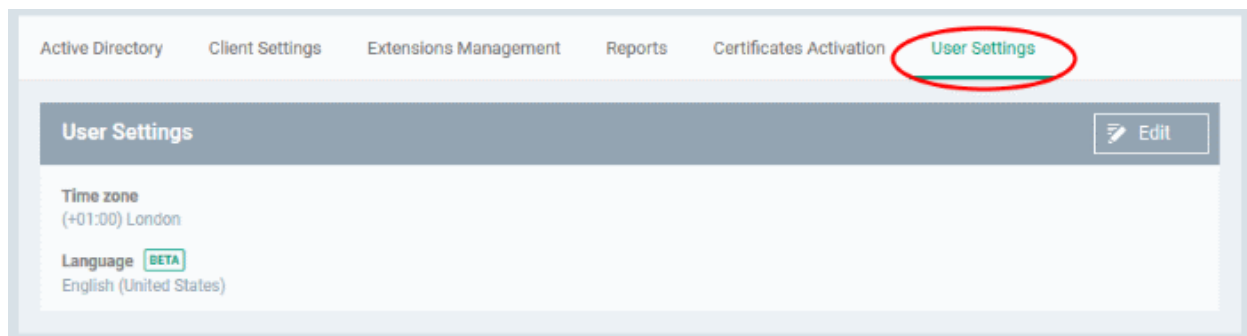 Active Directory Client Settings Extensions Management Reports Certificates Activation User Settings
User Settings Edit
Time zone
(+01:00) London
Language BETA
English (United States)